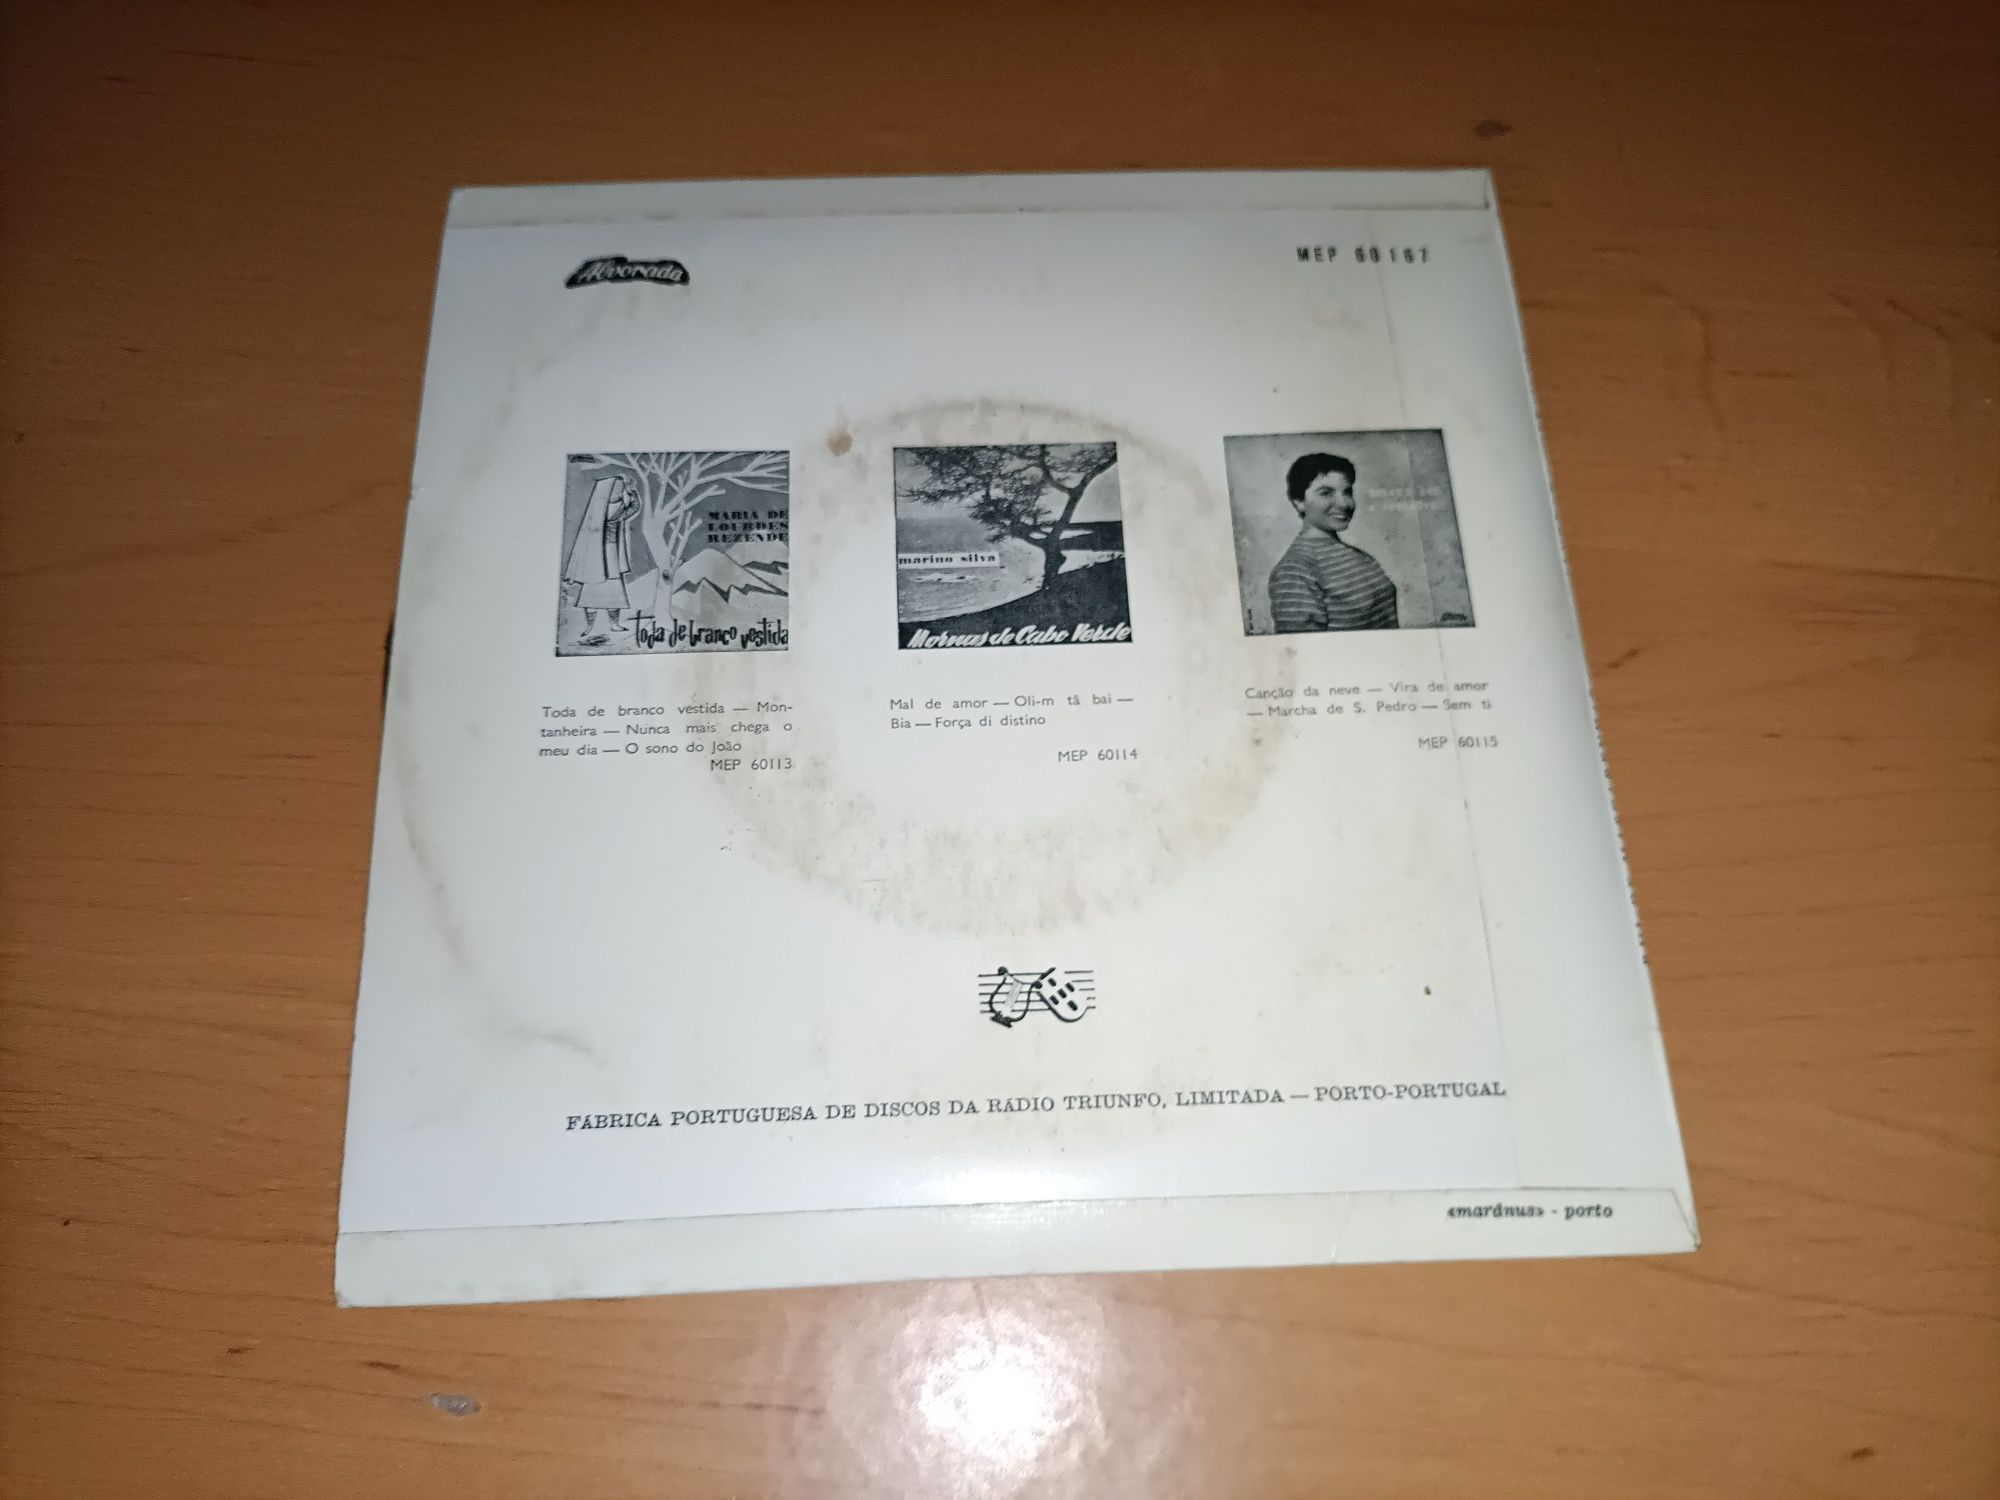 Alvorada
MEP 60167
MARIA DE
LOURDES
REZENDE
toda de branco vestida
marino silva
Mornas de Cabo Verde
Toda de branco vestida — Mon-
tanheira — Nunca mais chega o
meu dia — O sono do João
MEP 60113
Mal de amor — Oli-m tâ bai —
Bia — Força di distino
MEP 60114
Canção da neve — Vira de amor
— Marcha de S. Pedro — Sem ti
MEP 60115
FÁBRICA PORTUGUESA DE DISCOS DA RÁDIO TRIUNFO, LIMITADA — PORTO-PORTUGAL
«marânus» - porto